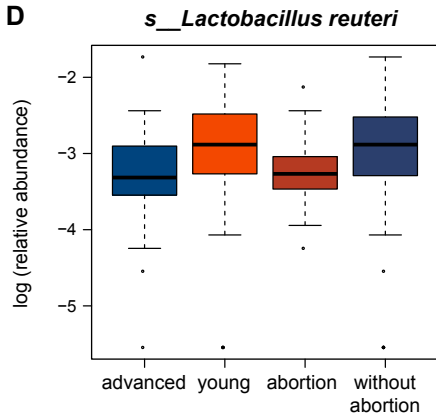 D
s__Lactobacillus reuteri
log (relative abundance)
−2
−3
−4
−5
advanced
young
abortion
without
abortion